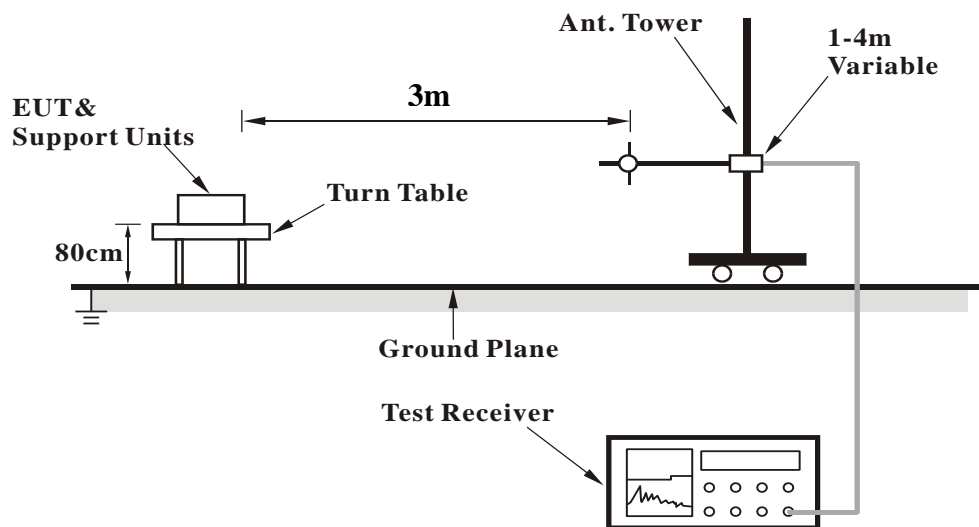 Ant. Tower
1-4m
Variable
3m
EUT&
Support Units
Turn Table
80cm
Ground Plane
Test Receiver